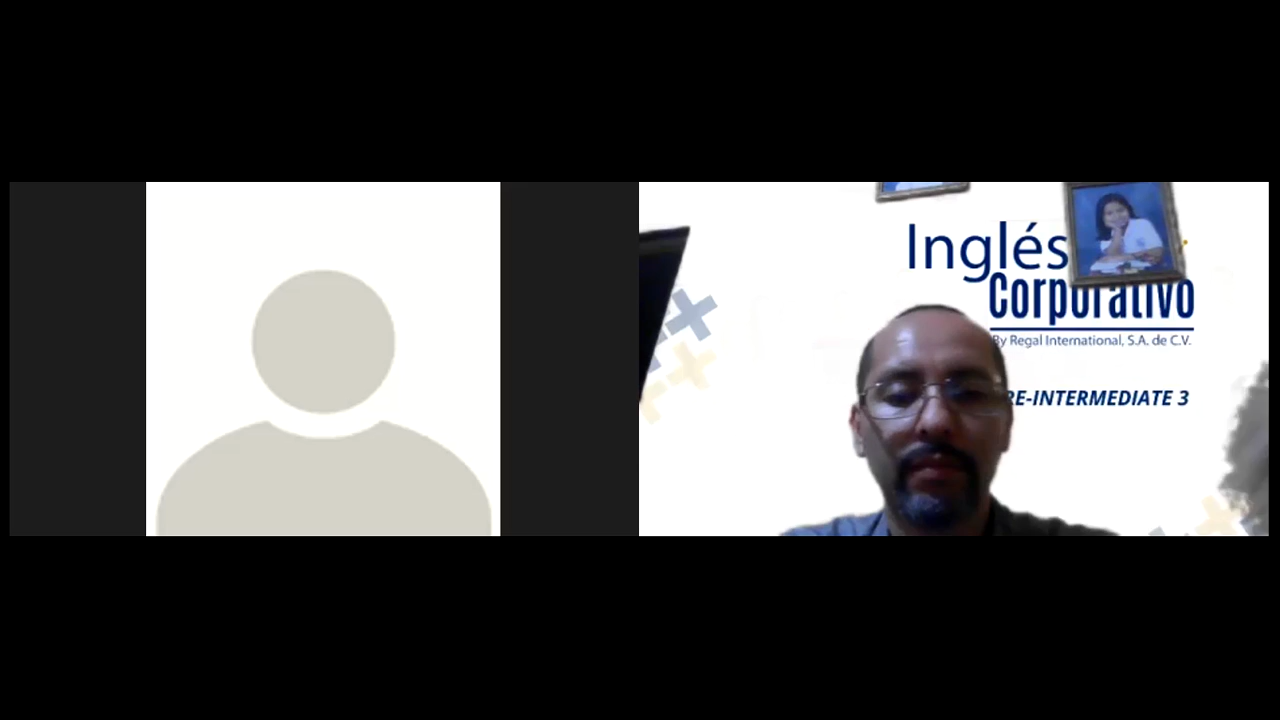 Inglés
Corporativo
By Regal International, S.A. de C.V.
RE-INTERMEDIATE 3